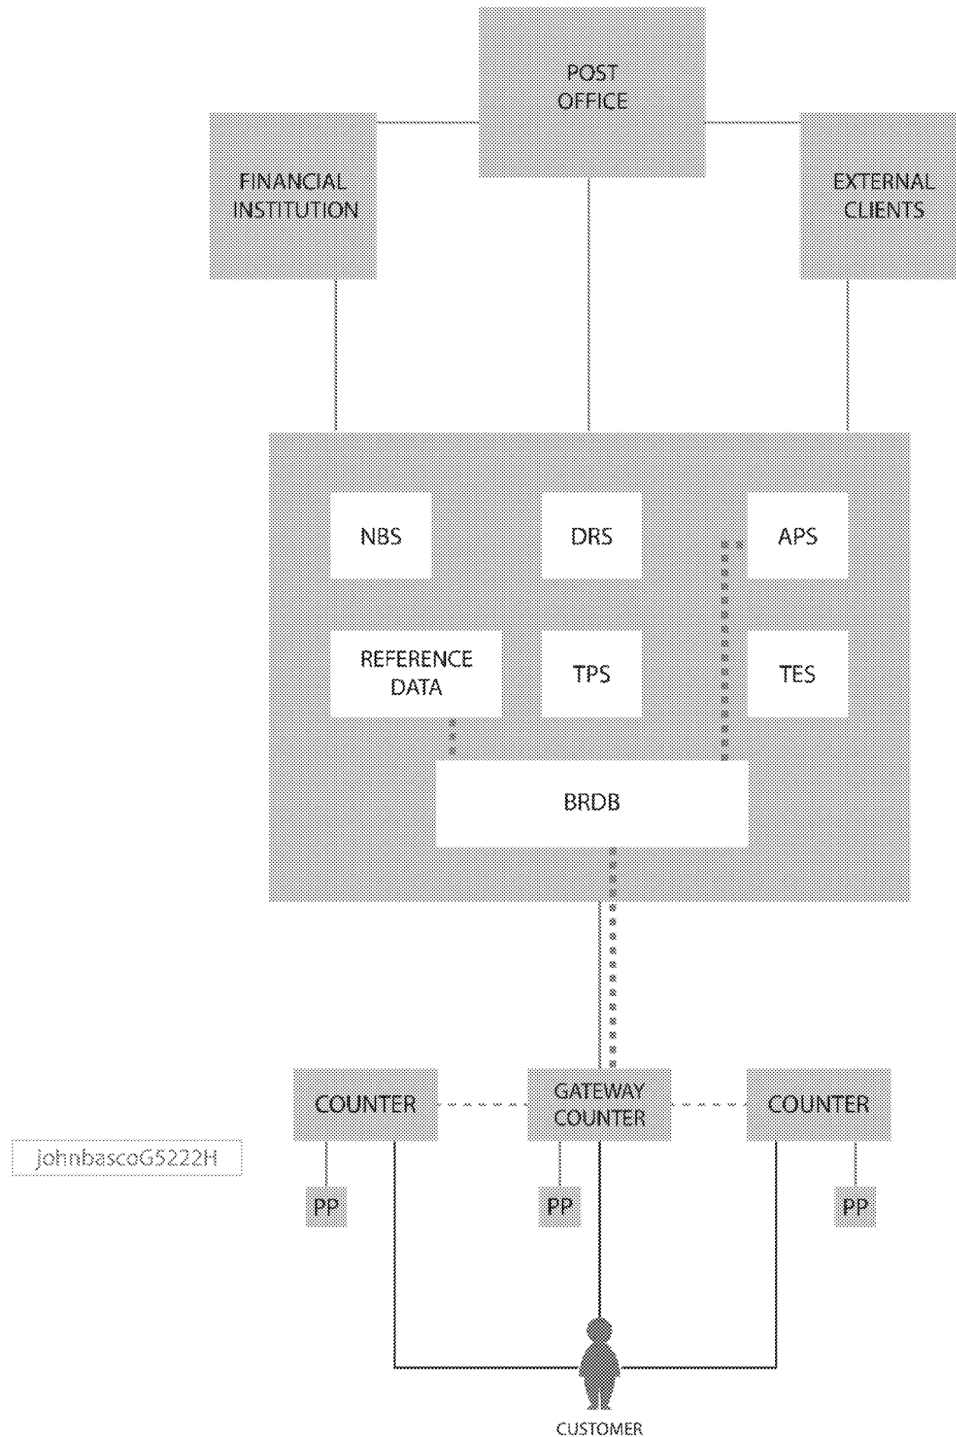 POST
OFFICE
FINANCIAL
INSTITUTION
EXTERNAL
CLIENTS
NBS
DRS
APS
REFERENCE
DATA
TPS
TES
BRDB
COUNTER
GATEWAY
COUNTER
COUNTER
johnbascoG5222H
PP
PP
PP
CUSTOMER